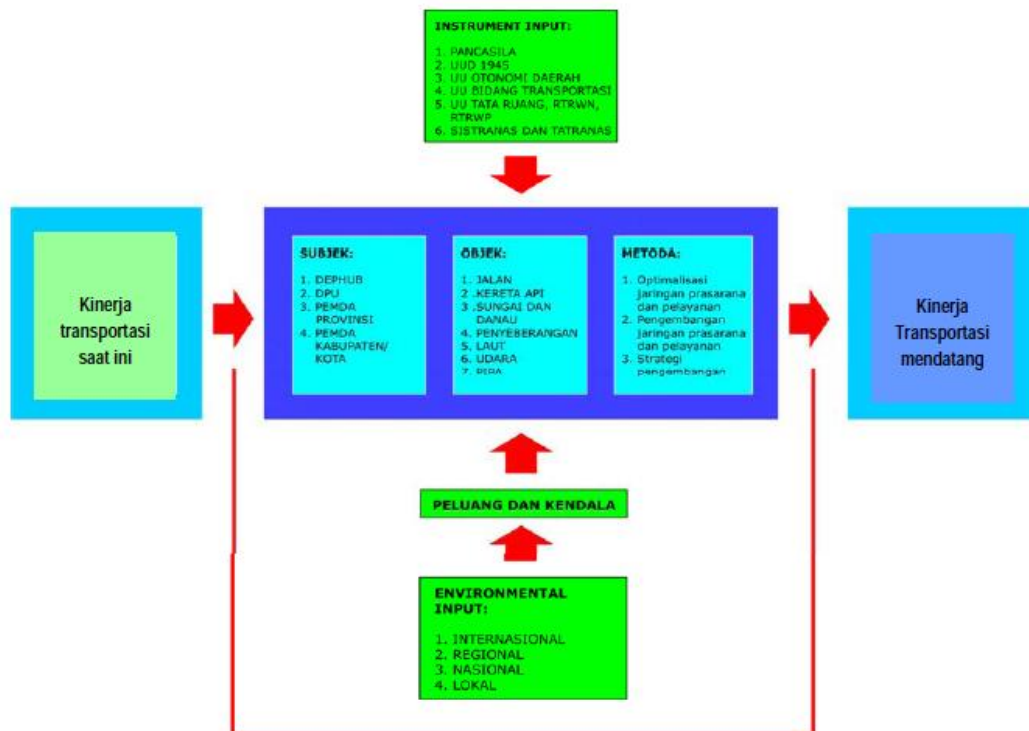 INSTRUMENT INPUT:
1. PANCASILA
2. UUD 1945
3. UU OTONOMI DAERAH
4. UU BIDANG TRANSPORTASI
5. UU TATA RUANG, RTRWN,
RTRWP
6. SISTRANAS DAN TATRANAS
Kinerja
transportasi
saat ini
SUBJEK:
1. DEPHUB
2. DPU
3. PEMDA
PROVINSI
4. PEMDA
KABUPATEN/
KOTA
OBJEK:
1. JALAN
2 .KERETA API
3 .SUNGAI DAN
DANAU
4. PENYEBERANGAN
5. LAUT
6. UDARA
7. PIPA
METODA:
1. Optimalisasi
jaringan prasarana
dan pelayanan
2. Pengembangan
jaringan prasarana
dan pelayanan
3. Strategi
pengembangan
Kinerja
Transportasi
mendatang
PELUANG DAN KENDALA
ENVIRONMENTAL
INPUT:
1. INTERNASIONAL
2. REGIONAL
3. NASIONAL
4. LOKAL